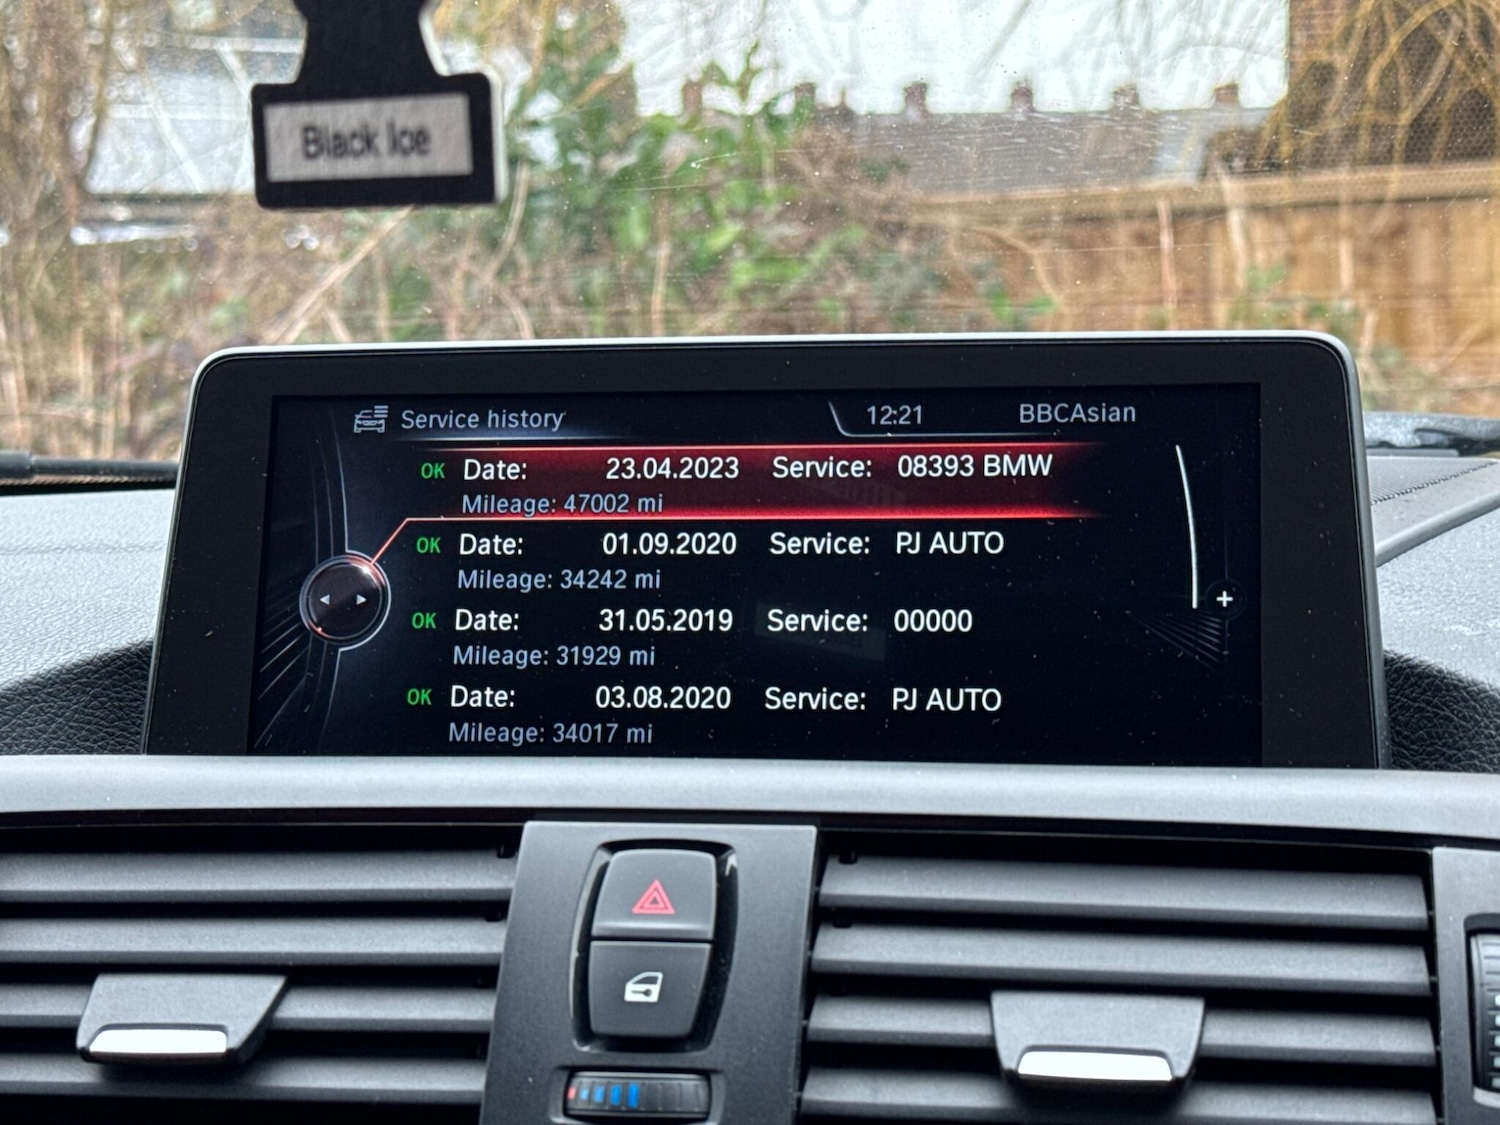 Black Ice
Service history 12:21 BBCAsian
OK Date: 23.04.2023 Service: 08393 BMW
Mileage: 47002 mi
OK Date: 01.09.2020 Service: PJ AUTO
Mileage: 34242 mi
OK Date: 31.05.2019 Service: 00000
Mileage: 31929 mi
OK Date: 03.08.2020 Service: PJ AUTO
Mileage: 34017 mi